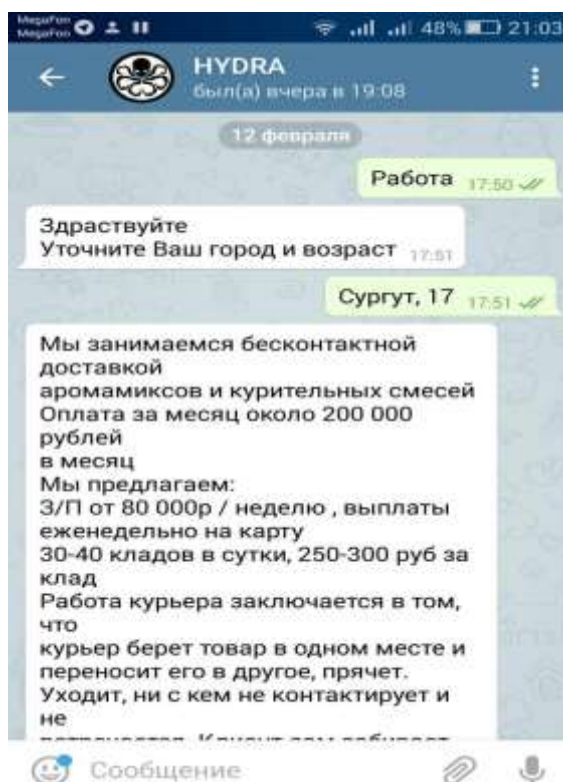 MegaFon
MegaFon
48% 21:03
HYDRA
был(а) вчера в 19:08
12 февраля
Работа 17:50
Здраствуйте
Уточните Ваш город и возраст 17:51
Сургут, 17 17:51
Мы занимаемся бесконтактной
доставкой
аромамиксов и курительных смесей
Оплата за месяц около 200 000
рублей
в месяц
Мы предлагаем:
З/П от 80 000р / неделю , выплаты
еженедельно на карту
30-40 кладов в сутки, 250-300 руб за
клад
Работа курьера заключается в том,
что
курьер берет товар в одном месте и
переносит его в другое, прячет.
Уходит, ни с кем не контактирует и
не
Сообщение